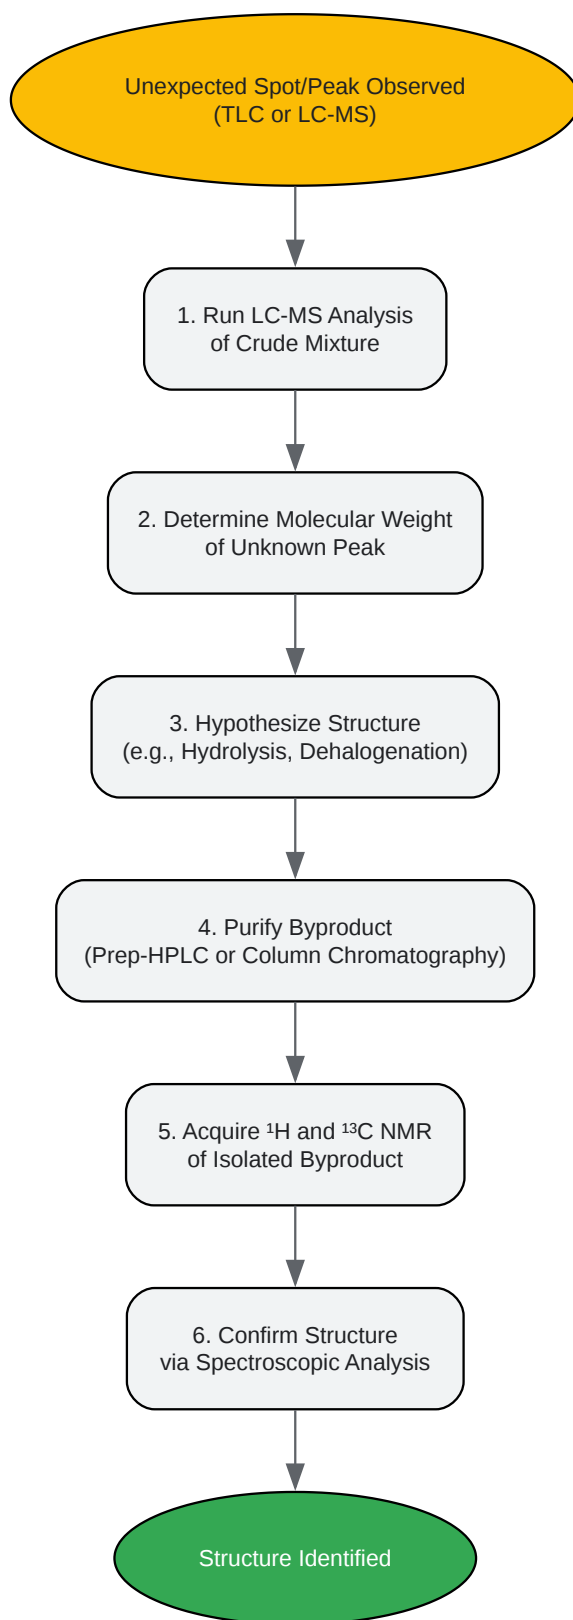 Unexpected Spot/Peak Observed
(TLC or LC-MS)
1. Run LC-MS Analysis
of Crude Mixture
2. Determine Molecular Weight
of Unknown Peak
3. Hypothesize Structure
(e.g., Hydrolysis, Dehalogenation)
4. Purify Byproduct
(Prep-HPLC or Column Chromatography)
5. Acquire ¹H and ¹³C NMR
of Isolated Byproduct
6. Confirm Structure
via Spectroscopic Analysis
Structure Identified